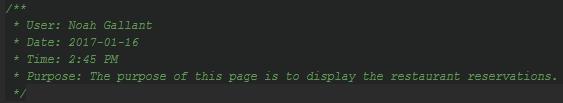 /**
* User: Noah Gallant
* Date: 2017-01-16
* Time: 2:45 PM
* Purpose: The purpose of this page is to display the restaurant reservations.
*/